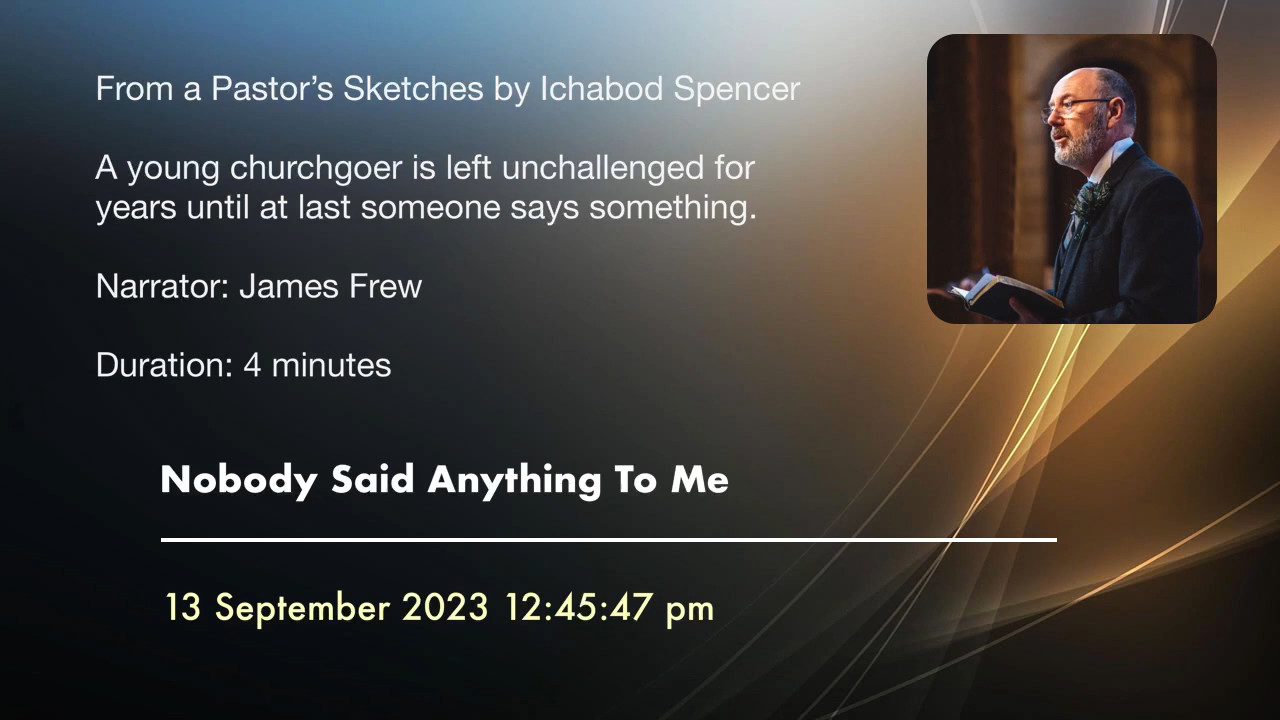 From a Pastor’s Sketches by Ichabod Spencer
A young churchgoer is left unchallenged for
years until at last someone says something.
Narrator: James Frew
Duration: 4 minutes
Nobody Said Anything To Me
13 September 2023 12:45:47 pm